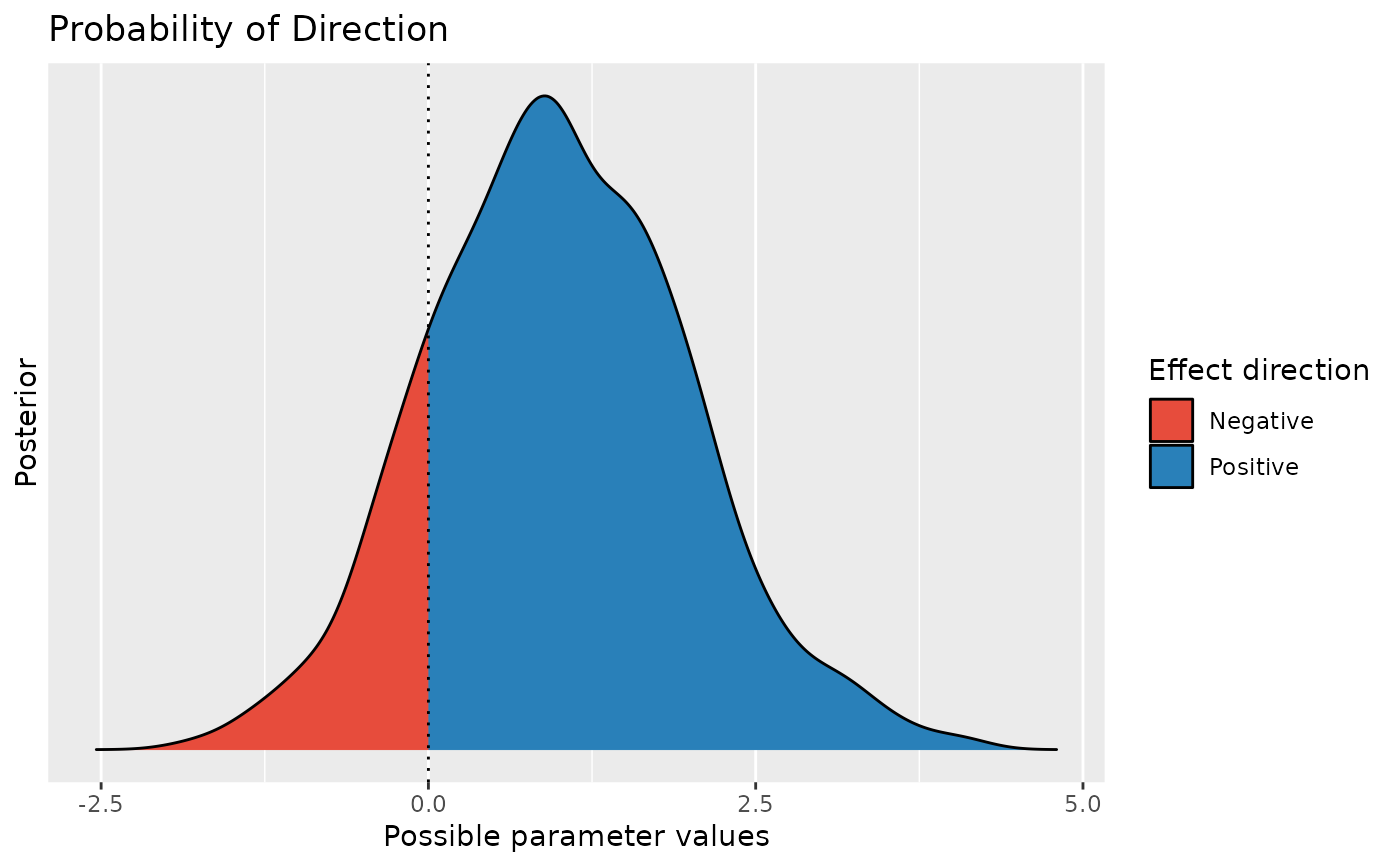 Probability of Direction
Posterior
-2.5 0.0 2.5 5.0
Possible parameter values
Effect direction
Negative
Positive